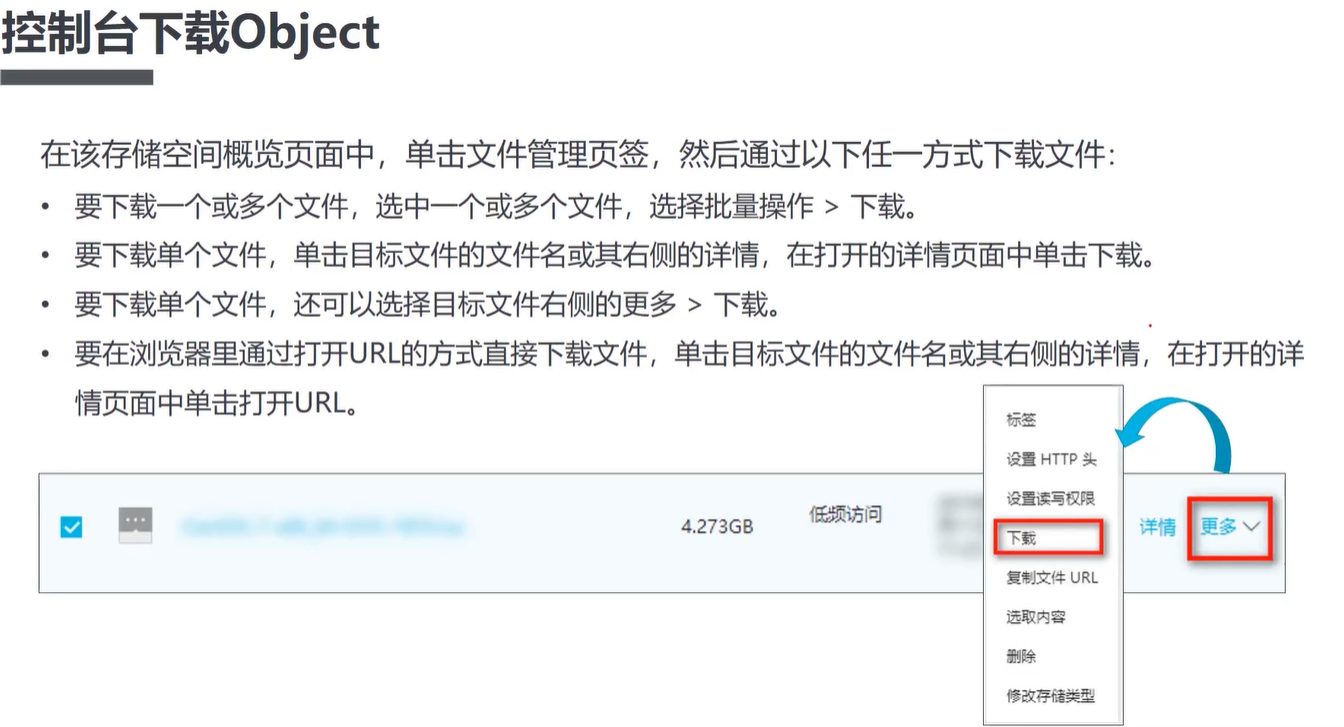 控制台下载Object
在该存储空间概览页面中，单击文件管理页签，然后通过以下任一方式下载文件：
• 要下载一个或多个文件，选中一个或多个文件，选择批量操作 > 下载。
• 要下载单个文件，单击目标文件的文件名或其右侧的详情，在打开的详情页面中单击下载。
• 要下载单个文件，还可以选择目标文件右侧的更多 > 下载。
• 要在浏览器里通过打开URL的方式直接下载文件，单击目标文件的文件名或其右侧的详情，在打开的详
情页面中单击打开URL。
标签
设置 HTTP 头
设置读写权限
下载
复制文件 URL
选取内容
删除
修改存储类型
4.273GB
低频访问
详情
更多